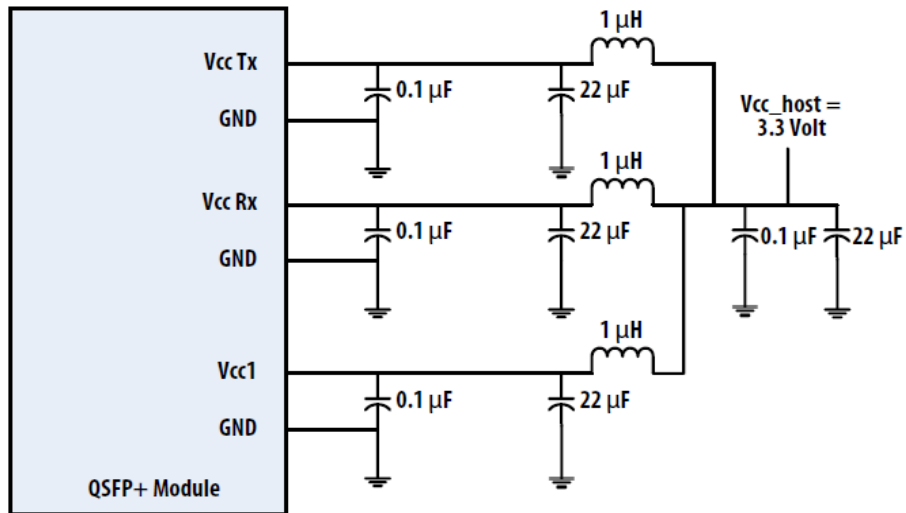 1 µH
Vcc Tx
0.1 µF
22 µF
GND
Vcc_host =
3.3 Volt
1 µH
Vcc Rx
0.1 µF
22 µF
0.1 µF
22 µF
GND
1 µH
Vcc1
0.1 µF
22 µF
GND
QSFP+ Module